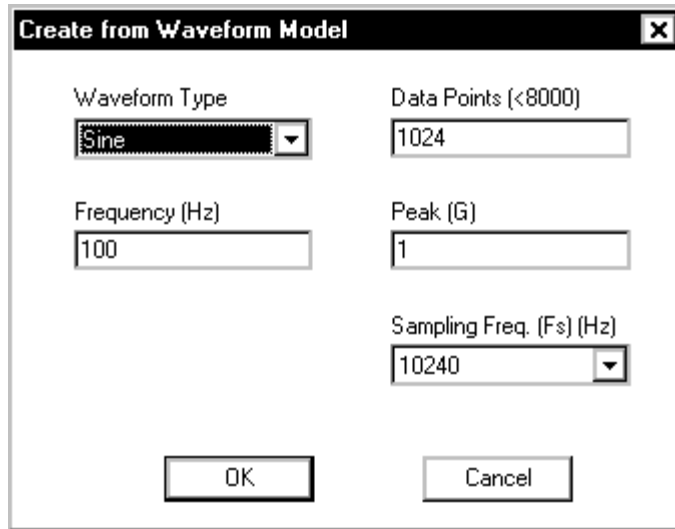 Create from Waveform Model
Waveform Type
Data Points (<8000)
Sine
1024
Frequency (Hz)
Peak (G)
100
1
Sampling Freq. (Fs) (Hz)
10240
OK
Cancel